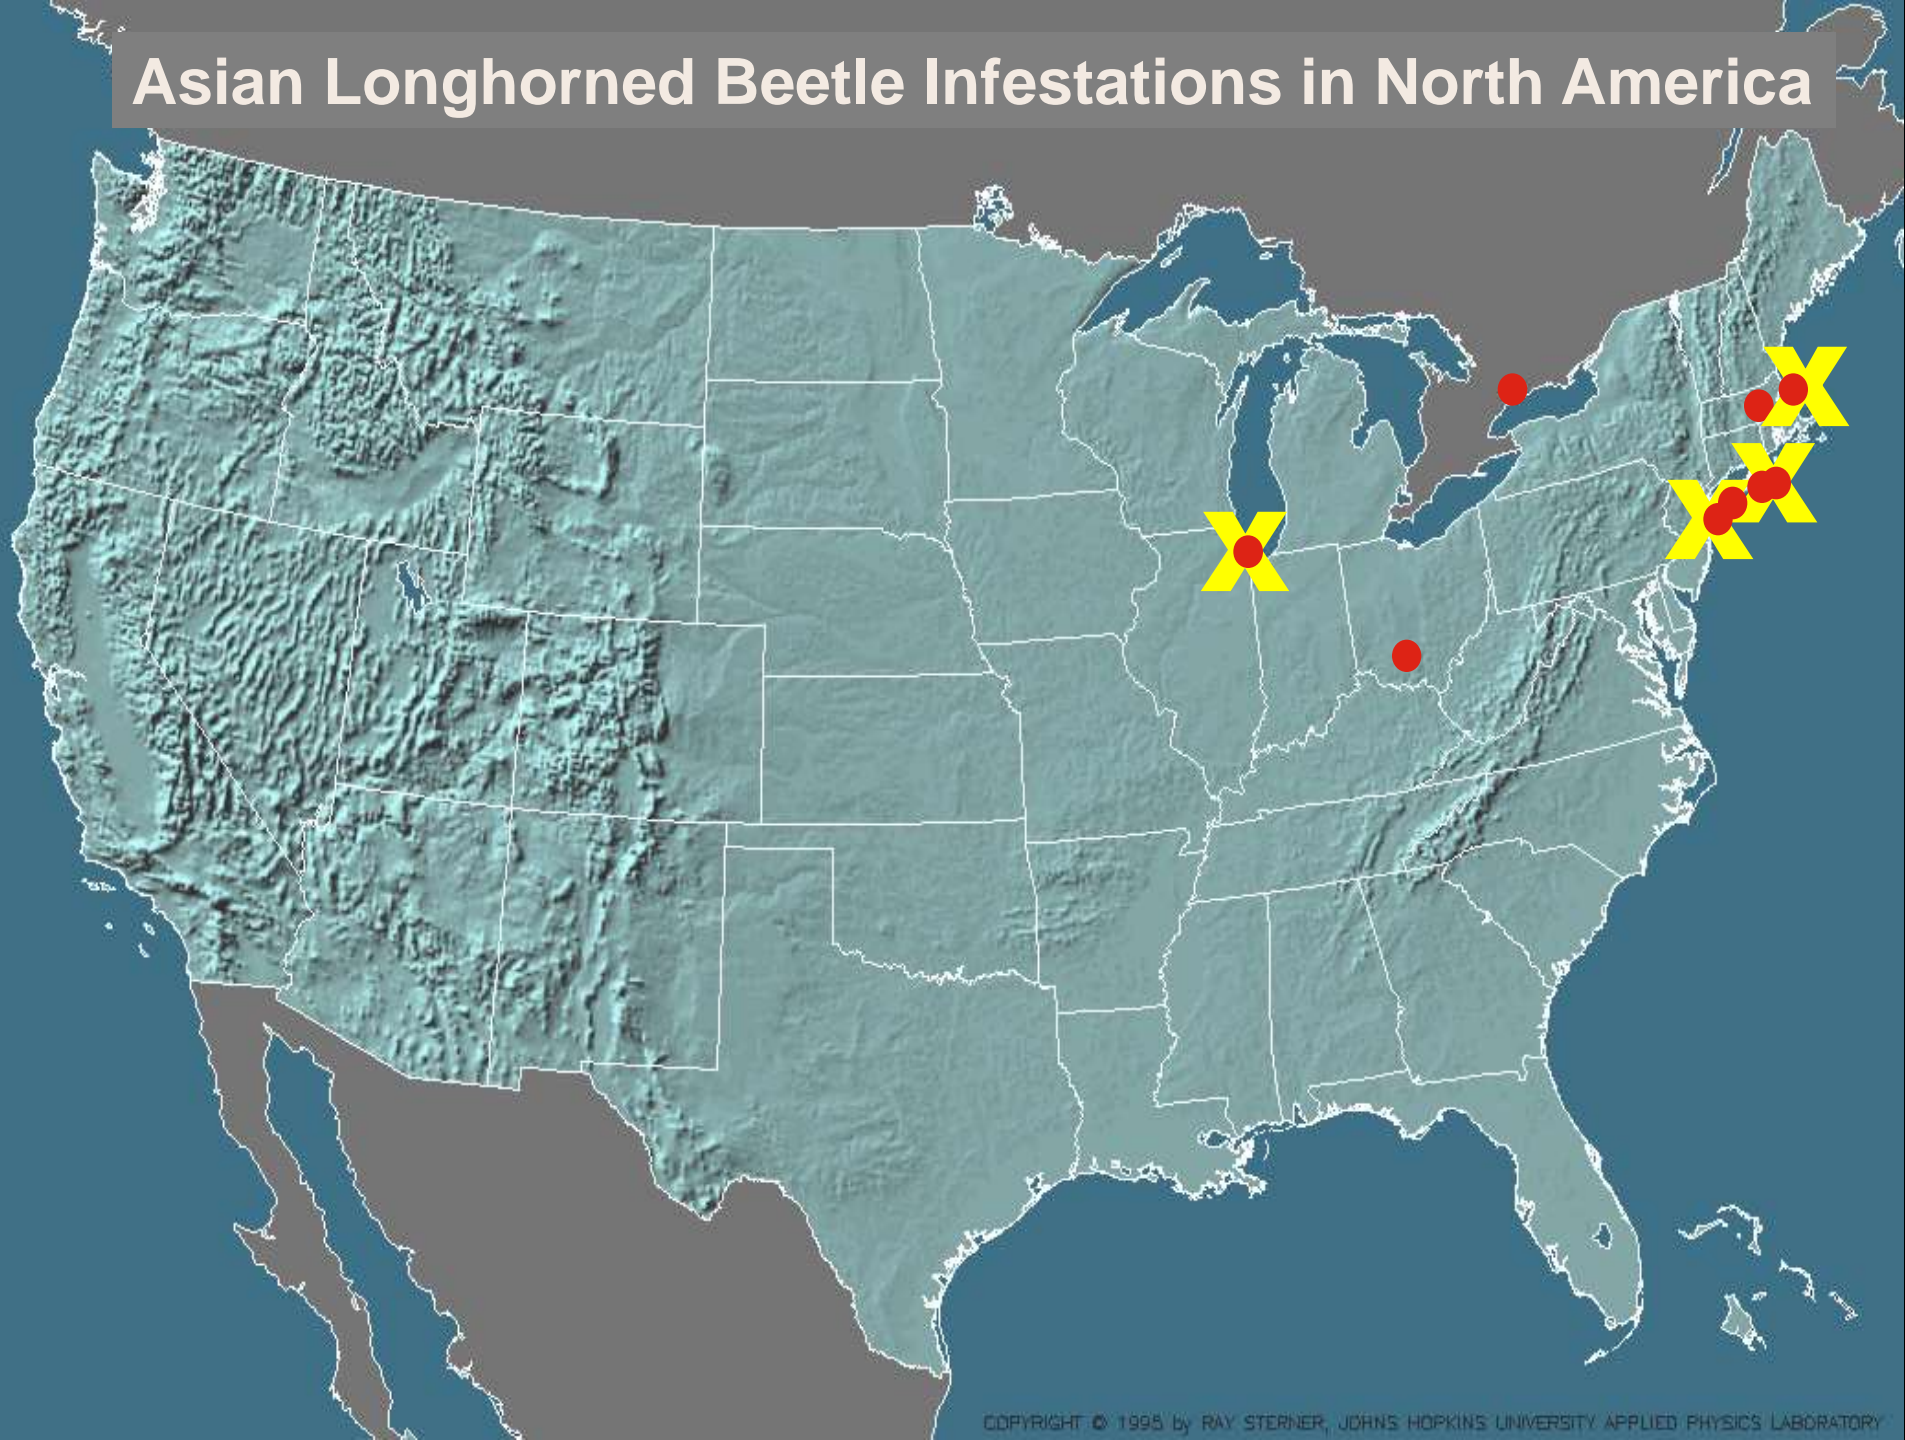 Asian Longhorned Beetle Infestations in North America
X
X
X
X
COPYRIGHT © 1995 by RAY STERNER, JOHNS HOPKINS UNIVERSITY APPLIED PHYSICS LABORATORY